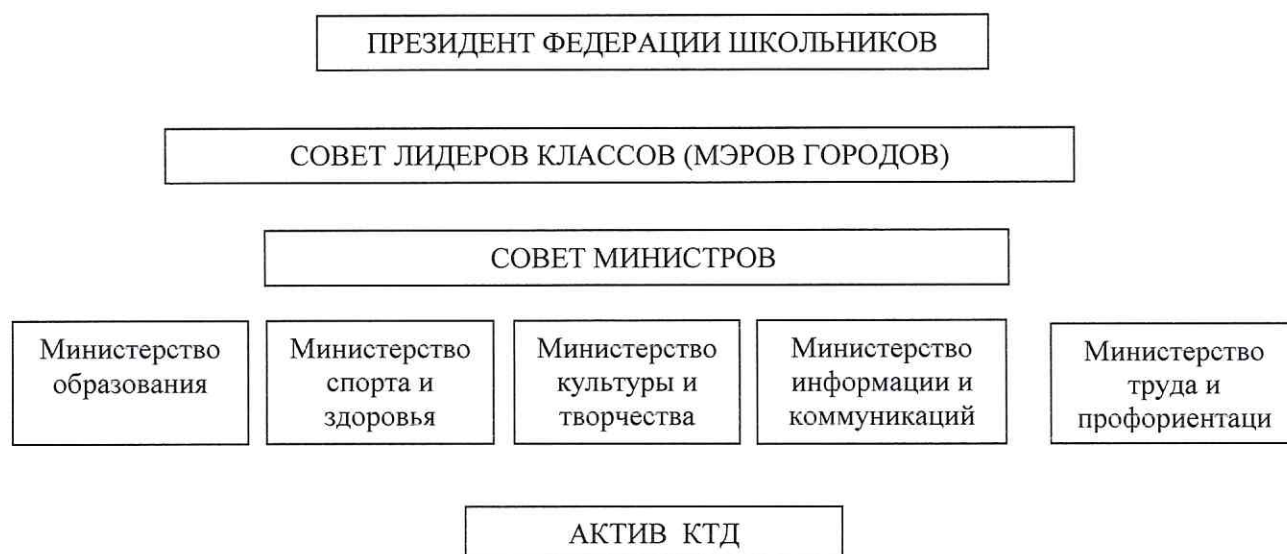 ПРЕЗИДЕНТ ФЕДЕРАЦИИ ШКОЛЬНИКОВ
СОВЕТ ЛИДЕРОВ КЛАССОВ (МЭРОВ ГОРОДОВ)
СОВЕТ МИНИСТРОВ
Министерство
образования
Министерство
спорта и
здоровья
Министерство
культуры и
творчества
Министерство
информации и
коммуникаций
Министерство
труда и
профориентаци
АКТИВ КТД